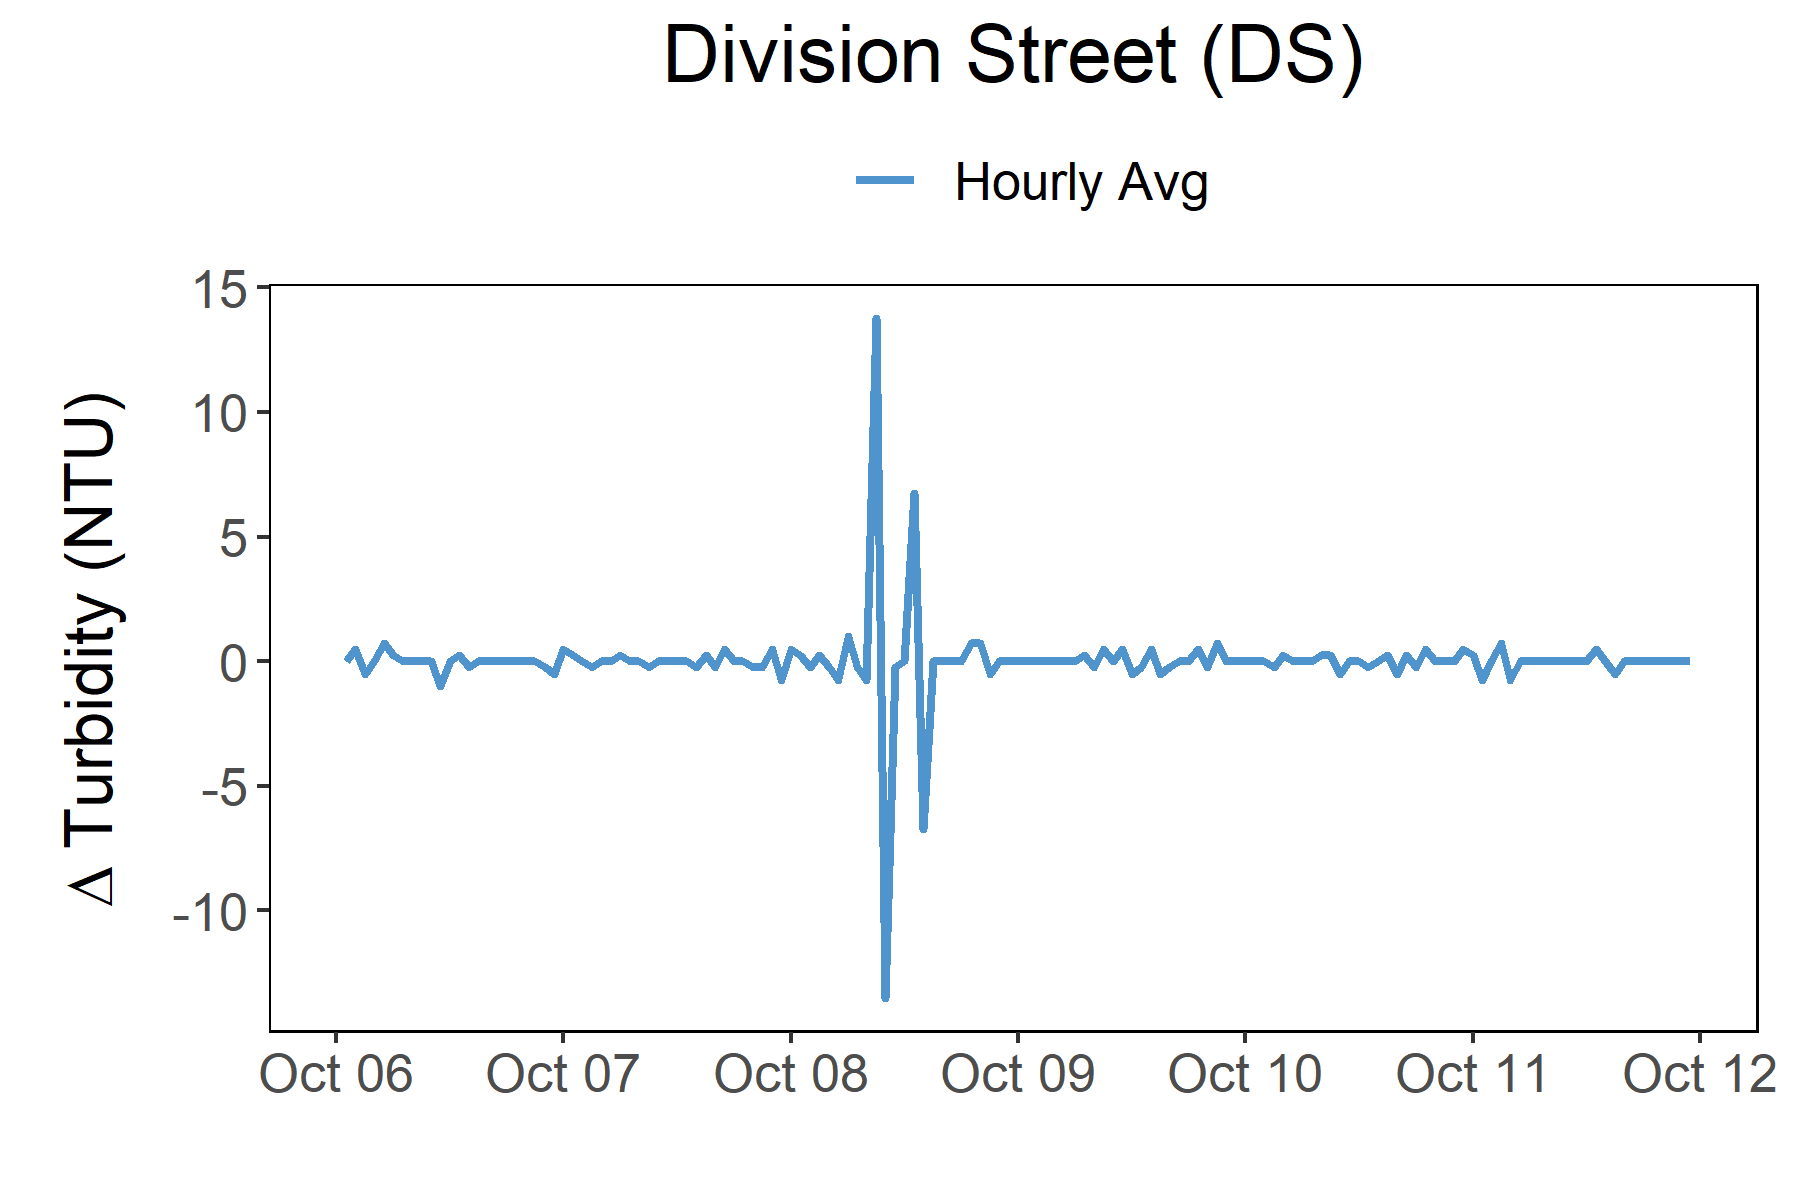 Division Street (DS)
Hourly Avg
Δ Turbidity (NTU)
15
10
5
0
-5
-10
Oct 06
Oct 07
Oct 08
Oct 09
Oct 10
Oct 11
Oct 12